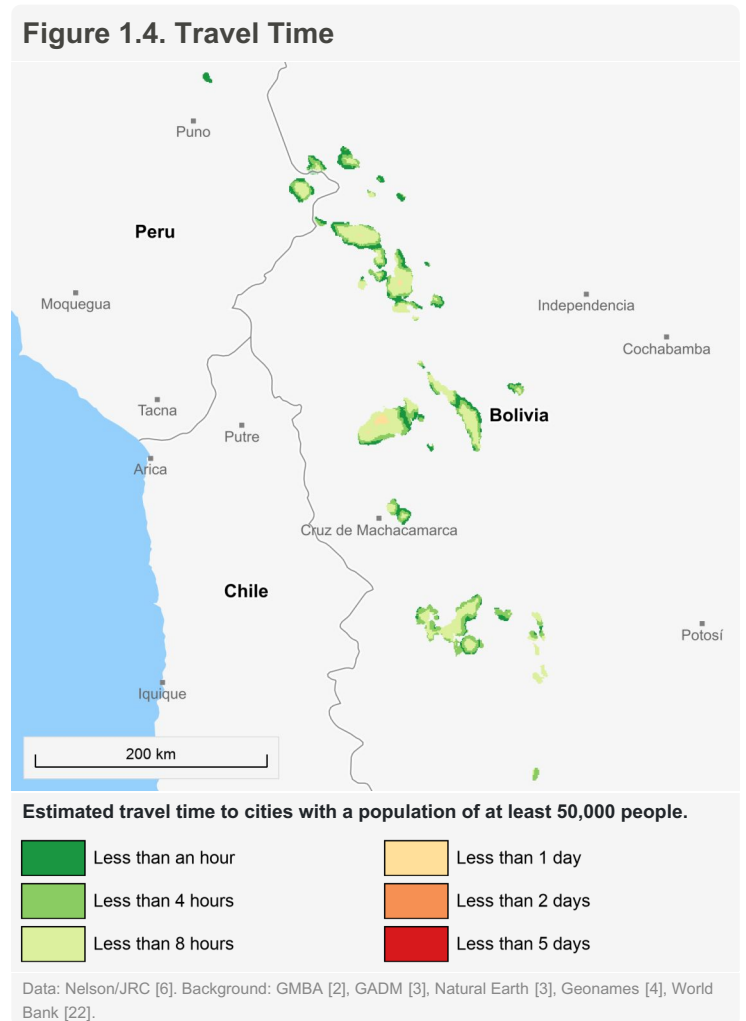 Figure 1.4. Travel Time
Puno
Peru
Moquegua
Independencia
Cochabamba
Tacna
Putre
Bolivia
Arica
Cruz de Machacamarca
Chile
Potosí
Iquique
200 km
Estimated travel time to cities with a population of at least 50,000 people.
Less than an hour
Less than 1 day
Less than 4 hours
Less than 2 days
Less than 8 hours
Less than 5 days
Data: Nelson/JRC [6]. Background: GMBA [2], GADM [3], Natural Earth [3], Geonames [4], World
Bank [22].